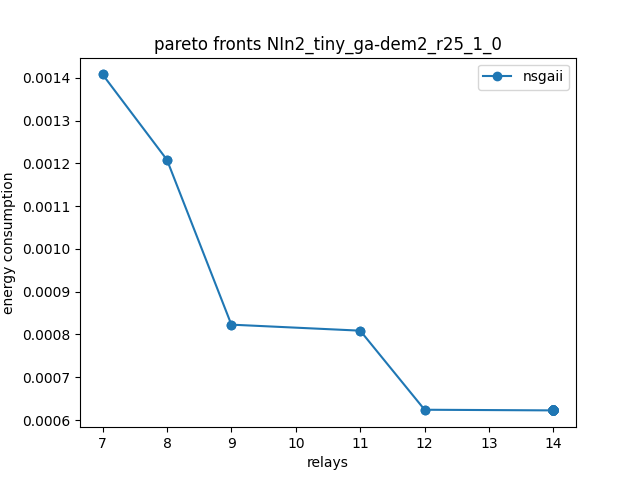 pareto fronts NIn2_tiny_ga-dem2_r25_1_0
nsgaii
energy consumption
0.0014
0.0013
0.0012
0.0011
0.0010
0.0009
0.0008
0.0007
0.0006
7 8 9 10 11 12 13 14
relays